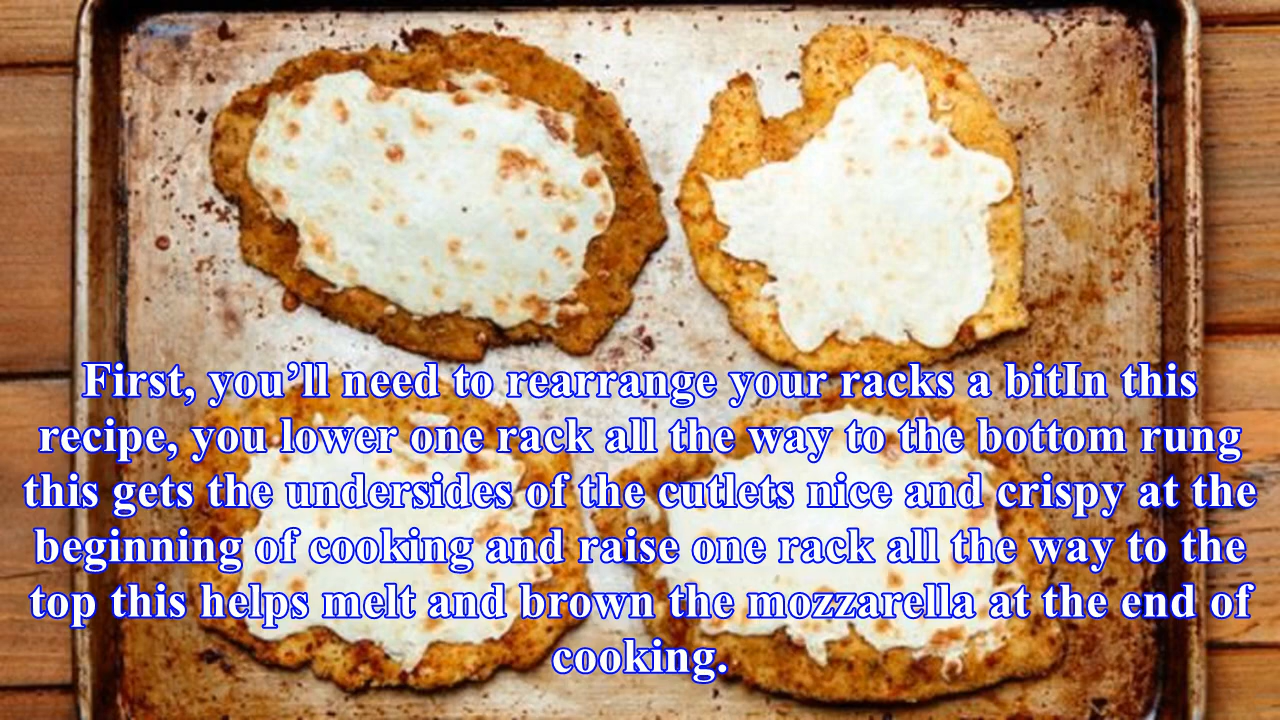 First, you’ll need to rearrange your racks a bitIn this
recipe, you lower one rack all the way to the bottom rung
this gets the undersides of the cutlets nice and crispy at the
beginning of cooking and raise one rack all the way to the
top this helps melt and brown the mozzarella at the end of
cooking.